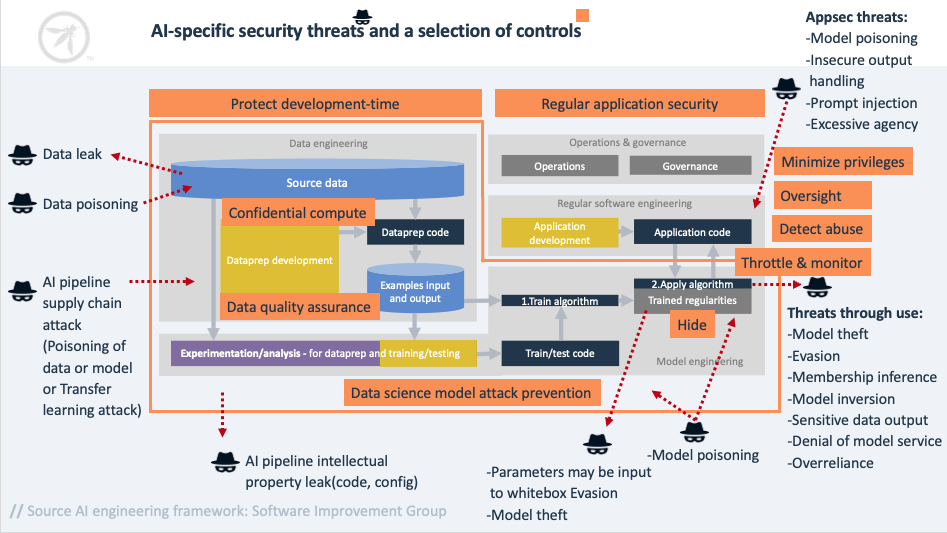 AI-specific security threats and a selection of controls
TM
Appsec threats:
-Model poisoning
-Insecure output
handling
-Prompt injection
-Excessive agency
Protect development-time
Regular application security
Data engineering
Operations & governance
Data leak
Source data
Operations
Governance
Minimize privileges
Data poisoning
Confidential compute
Regular software engineering
Oversight
Dataprep code
Application
development
Application code
Detect abuse
Dataprep development
Throttle & monitor
AI pipeline
supply chain
attack
(Poisoning of
data or model
or Transfer
learning attack)
Examples input
and output
Data quality assurance
1.Train algorithm
2.Apply algorithm
Trained regularities
Hide
Threats through use:
-Model theft
-Evasion
-Membership inference
-Model inversion
-Sensitive data output
-Denial of model service
-Overreliance
Experimentation/analysis - for dataprep and training/testing
Train/test code
Model engineering
Data science model attack prevention
AI pipeline intellectual
property leak(code, config)
-Model poisoning
-Parameters may be input
to whitebox Evasion
-Model theft
// Source AI engineering framework: Software Improvement Group